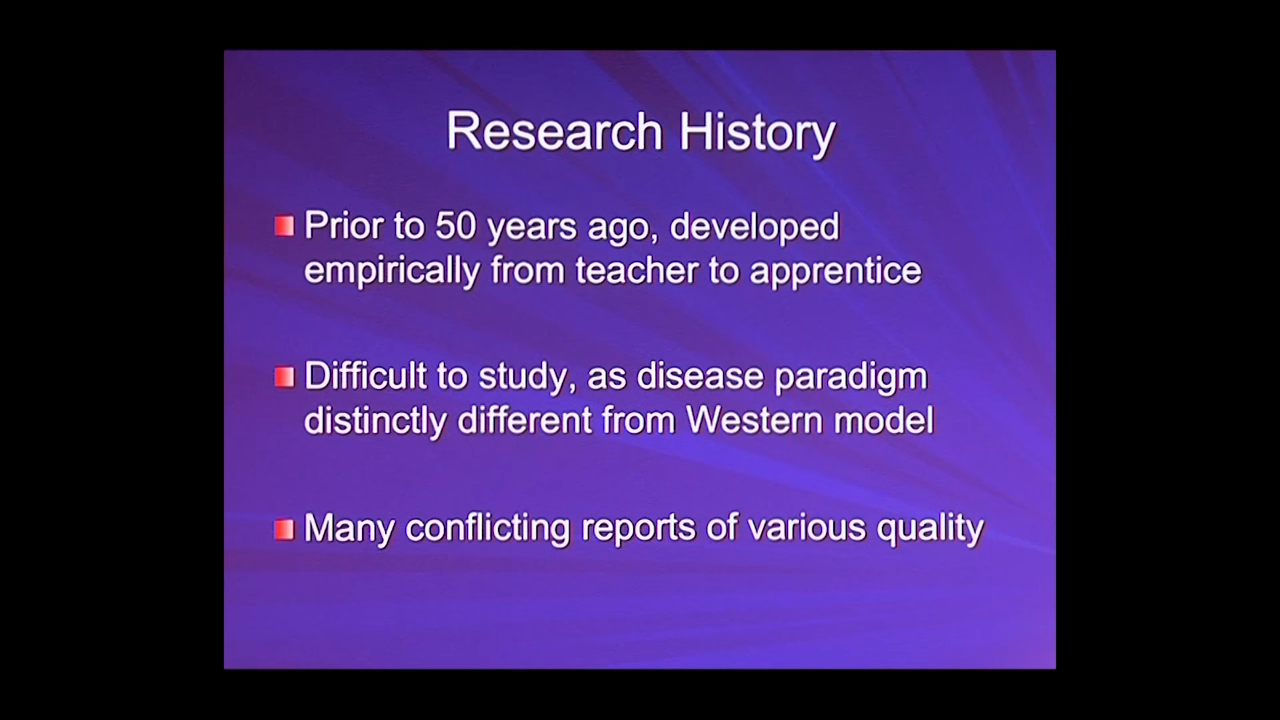 Research History
Prior to 50 years ago, developed
empirically from teacher to apprentice
Difficult to study, as disease paradigm
distinctly different from Western model
Many conflicting reports of various quality